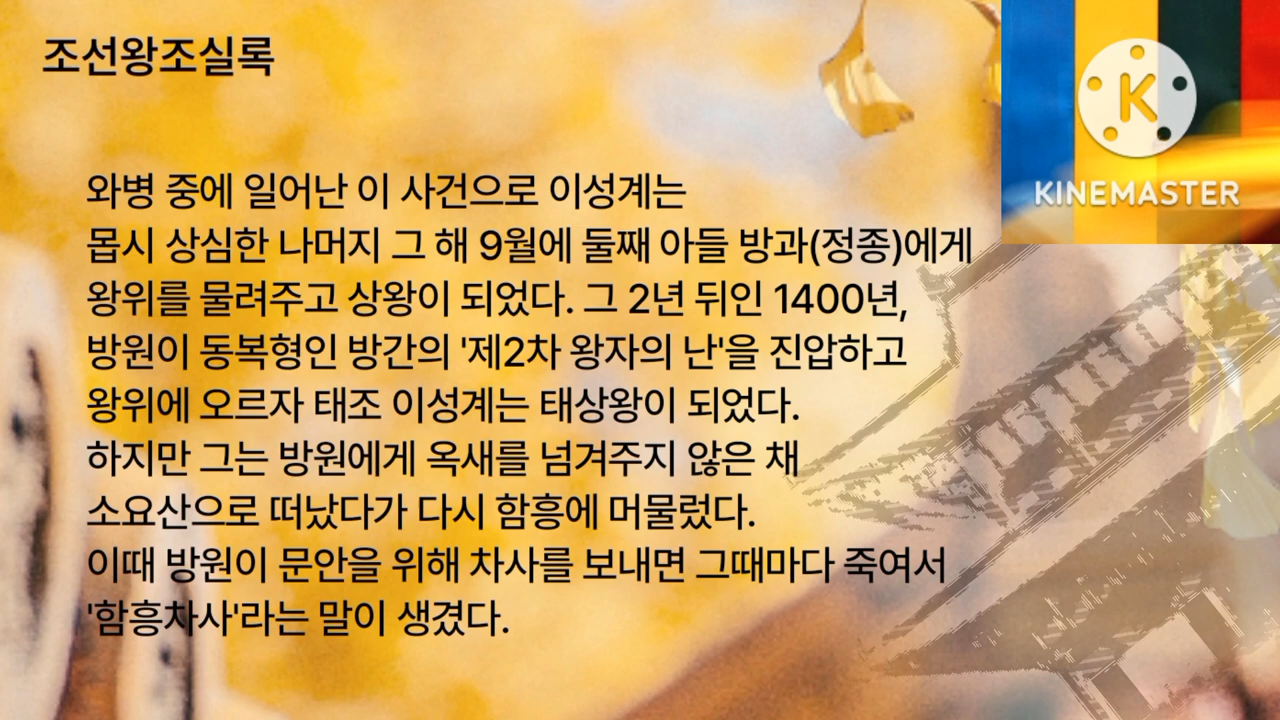 조선왕조실록
KINEMASTER
와병 중에 일어난 이 사건으로 이성계는
몹시 상심한 나머지 그 해 9월에 둘째 아들 방과(정종)에게
왕위를 물려주고 상왕이 되었다. 그 2년 뒤인 1400년,
방원이 동복형인 방간의 '제2차 왕자의 난'을 진압하고
왕위에 오르자 태조 이성계는 태상왕이 되었다.
하지만 그는 방원에게 옥새를 넘겨주지 않은 채
소요산으로 떠났다가 다시 함흥에 머물렀다.
이때 방원이 문안을 위해 차사를 보내면 그때마다 죽여서
'함흥차사'라는 말이 생겼다.